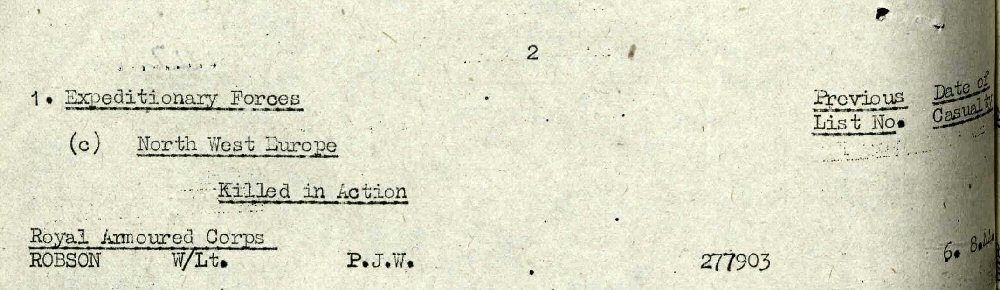 2
1. Expeditionary Forces
Previous List No.
Date of Casualty
(c) North West Europe
Killed in Action
Royal Armoured Corps
ROBSON W/Lt. P.J.W. 277903 6. 8.44.